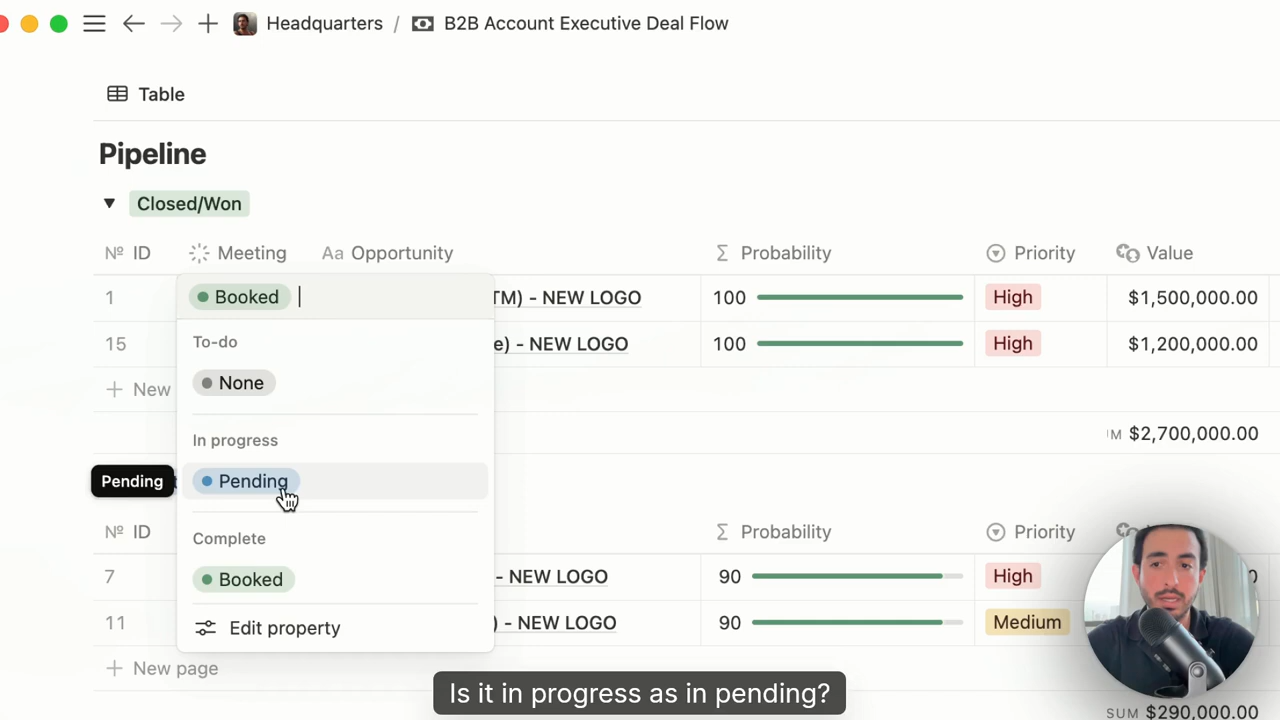 Headquarters / B2B Account Executive Deal Flow
Table
Pipeline
Closed/Won
Nº ID Meeting Aa Opportunity Σ Probability Priority Value
1 Booked TM) - NEW LOGO 100 High $1,500,000.00
To-do
15 e) - NEW LOGO 100 High $1,200,000.00
None
+ New
$2,700,000.00
In progress
Pending Pending
Nº ID Σ Probability Priority
Complete
7 - NEW LOGO 90 High 0
Booked
11 ) - NEW LOGO 90 Medium
Edit property
+ New page
Is it in progress as in pending?
SUM $290,000.00